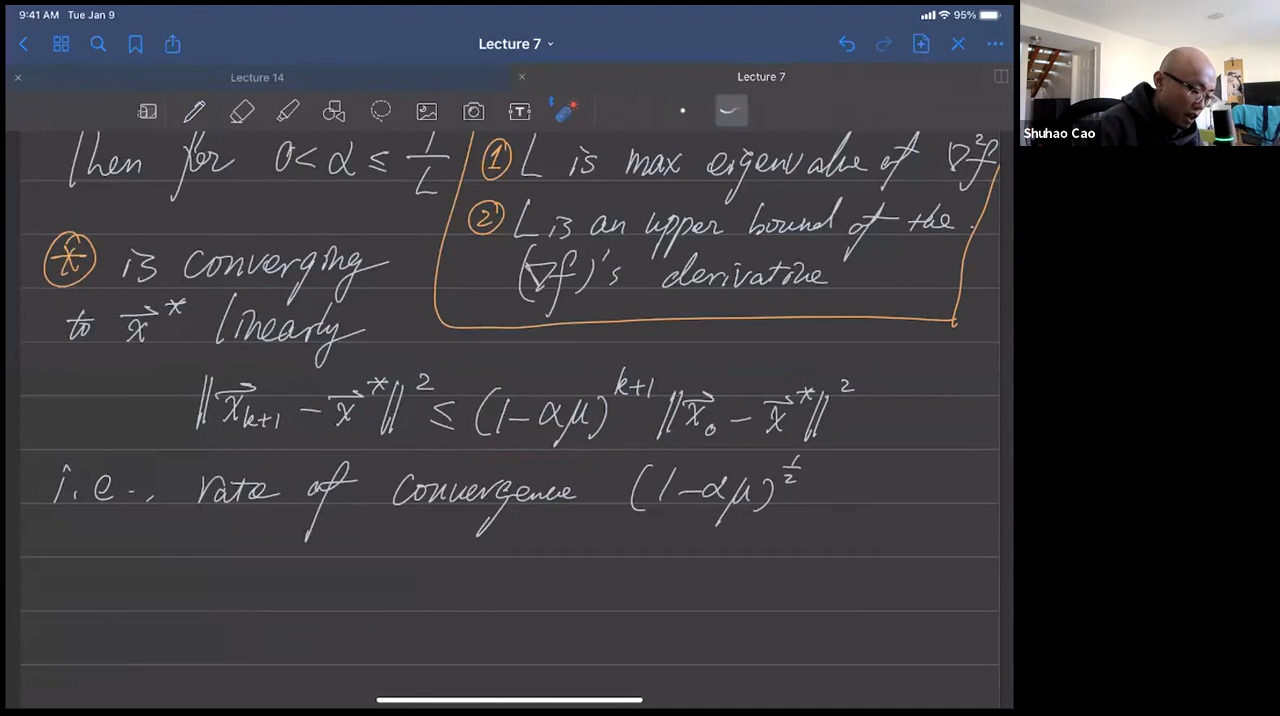 9:41 AM Tue Jan 9
95%
Lecture 7
Lecture 14
Lecture 7
T
Shuhao Cao
Then for 0 < α ≤ 1/L
① L is max eigenvalue of ∇²f
② L is an upper bound of the
(∇f)'s derivative
* is converging
to x⃗* linearly
‖x⃗_{k+1} − x⃗*‖² ≤ (1−αμ)^{k+1} ‖x⃗_0 − x⃗*‖²
i.e., rate of convergence (1−αμ)^{1/2}